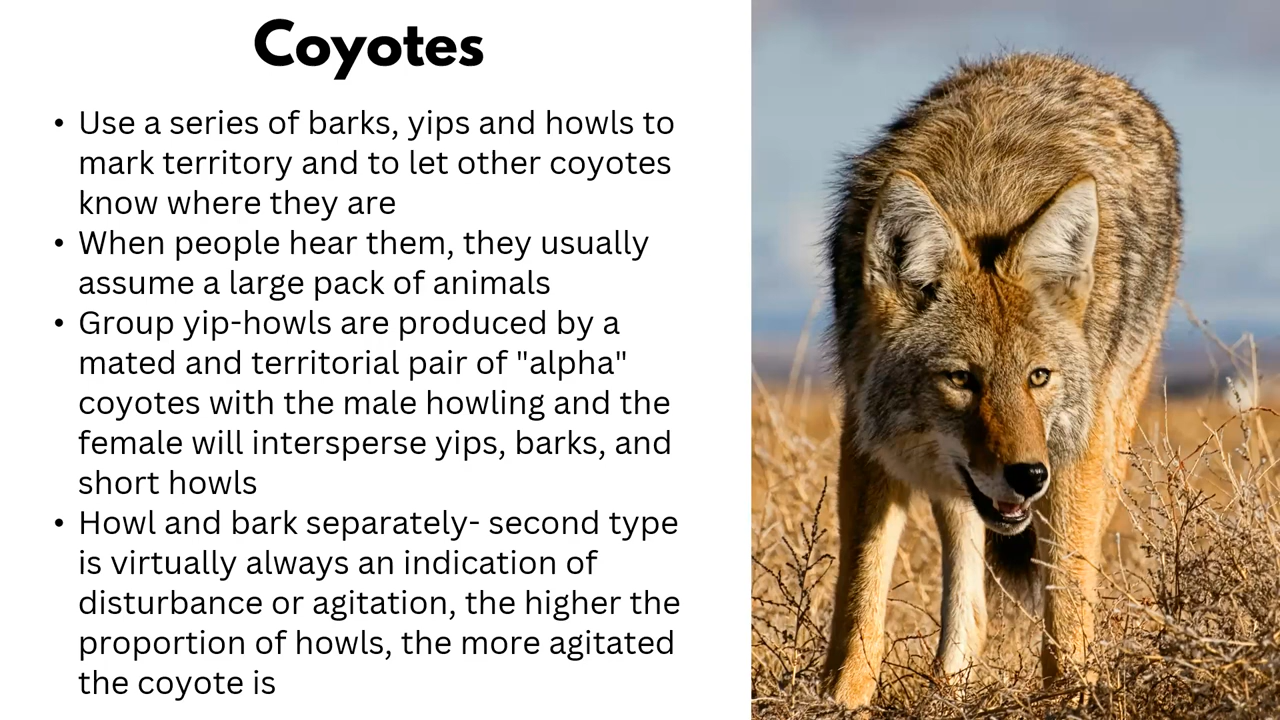 Coyotes
• Use a series of barks, yips and howls to
mark territory and to let other coyotes
know where they are
• When people hear them, they usually
assume a large pack of animals
• Group yip-howls are produced by a
mated and territorial pair of "alpha"
coyotes with the male howling and the
female will intersperse yips, barks, and
short howls
• Howl and bark separately- second type
is virtually always an indication of
disturbance or agitation, the higher the
proportion of howls, the more agitated
the coyote is